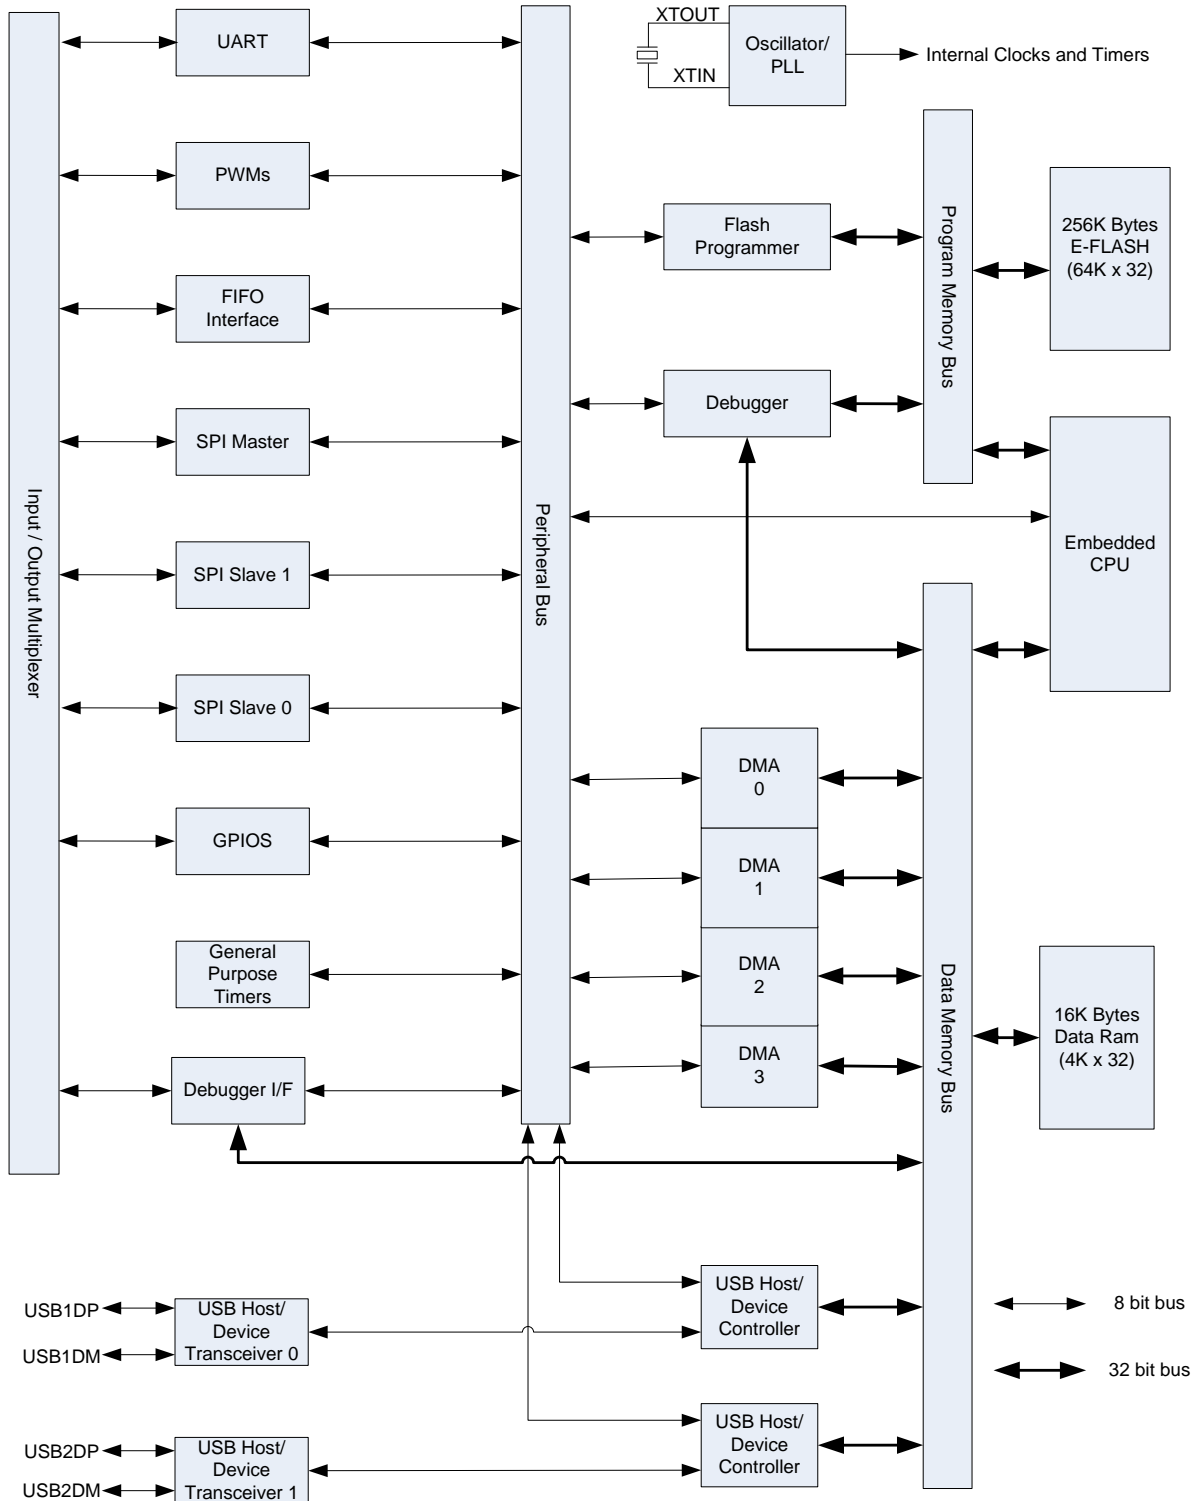 XTOUT
XTIN
Oscillator/
PLL
Internal Clocks and Timers
UART
PWMs
FIFO
Interface
SPI Master
SPI Slave 1
SPI Slave 0
GPIOS
General
Purpose
Timers
Debugger I/F
Input / Output Multiplexer
Peripheral Bus
Flash
Programmer
Debugger
Program Memory Bus
256K Bytes
E-FLASH
(64K x 32)
Embedded
CPU
DMA
0
DMA
1
DMA
2
DMA
3
Data Memory Bus
16K Bytes
Data Ram
(4K x 32)
USB1DP
USB1DM
USB Host/
Device
Transceiver 0
USB Host/
Device
Controller
8 bit bus
32 bit bus
USB2DP
USB2DM
USB Host/
Device
Transceiver 1
USB Host/
Device
Controller